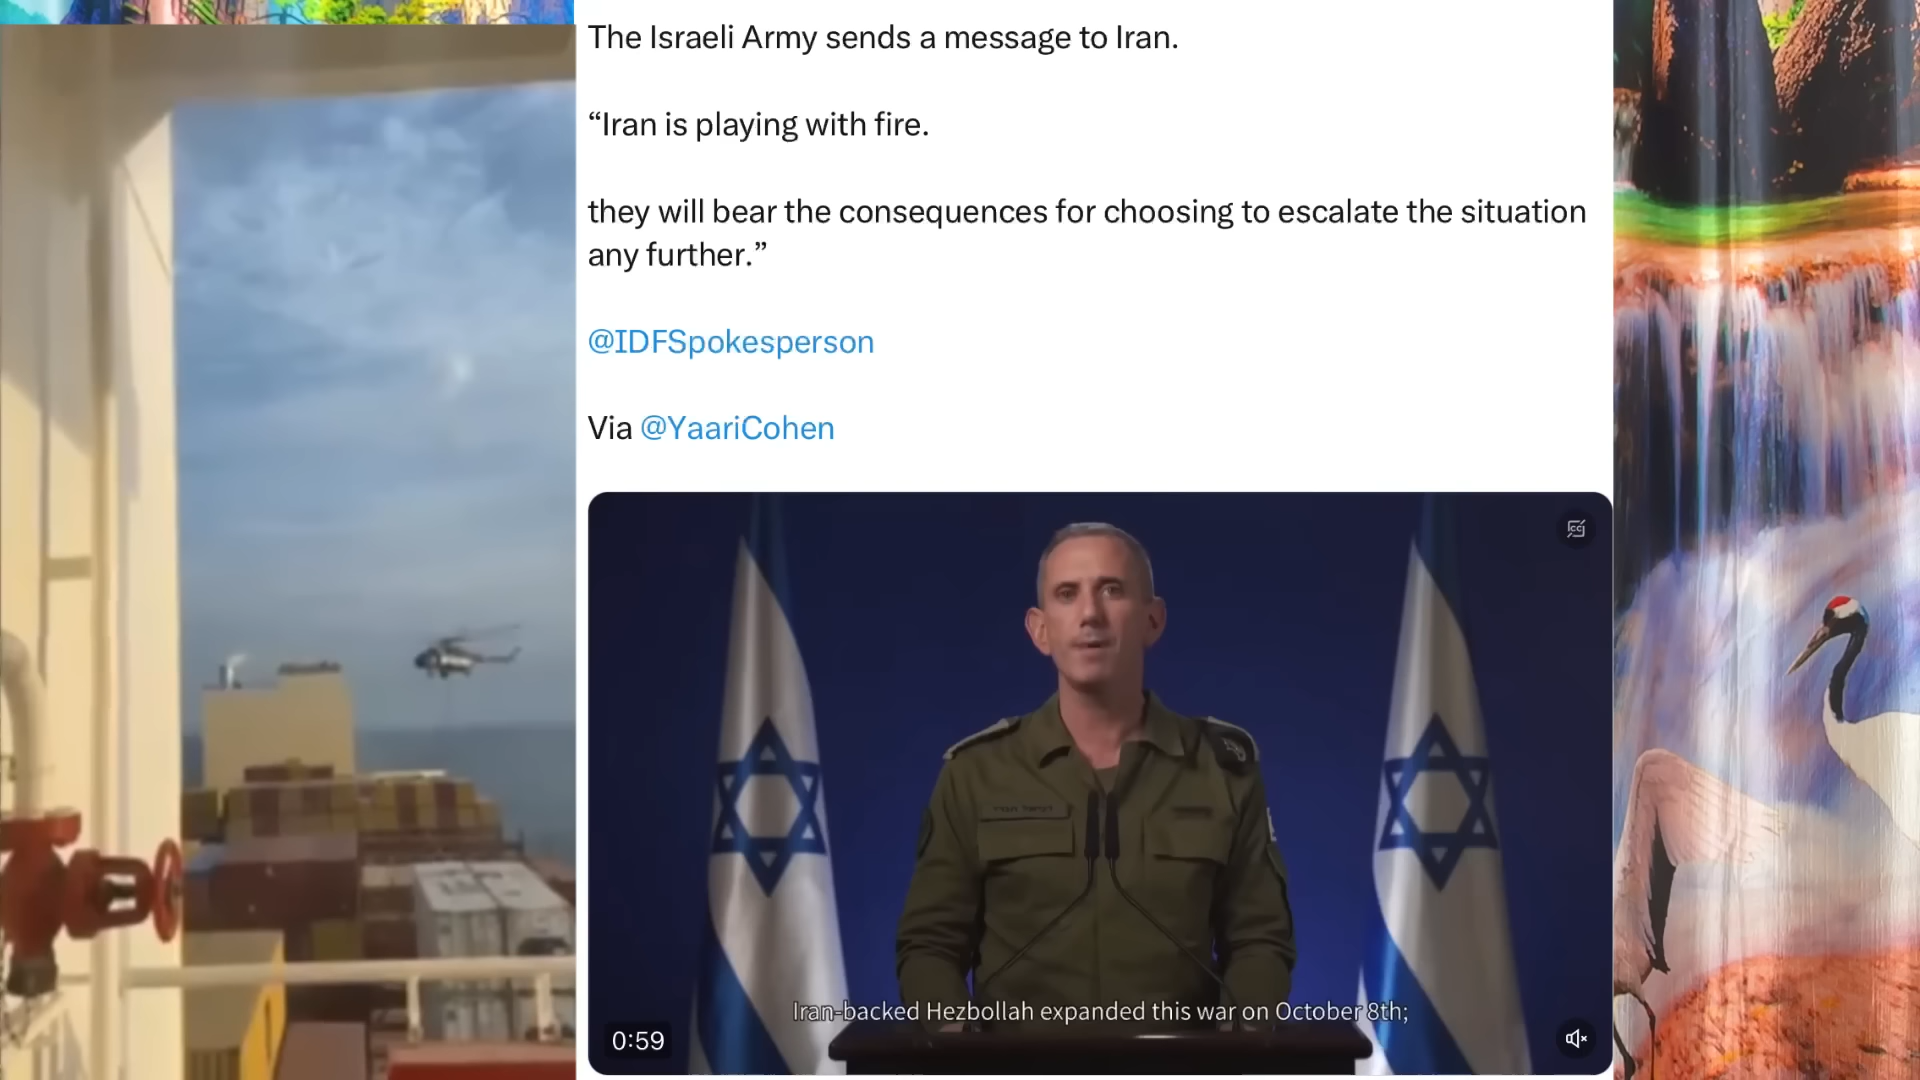 The Israeli Army sends a message to Iran.
“Iran is playing with fire.
they will bear the consequences for choosing to escalate the situation
any further.”
@IDFSpokesperson
Via @YaariCohen
Iran-backed Hezbollah expanded this war on October 8th;
0:59